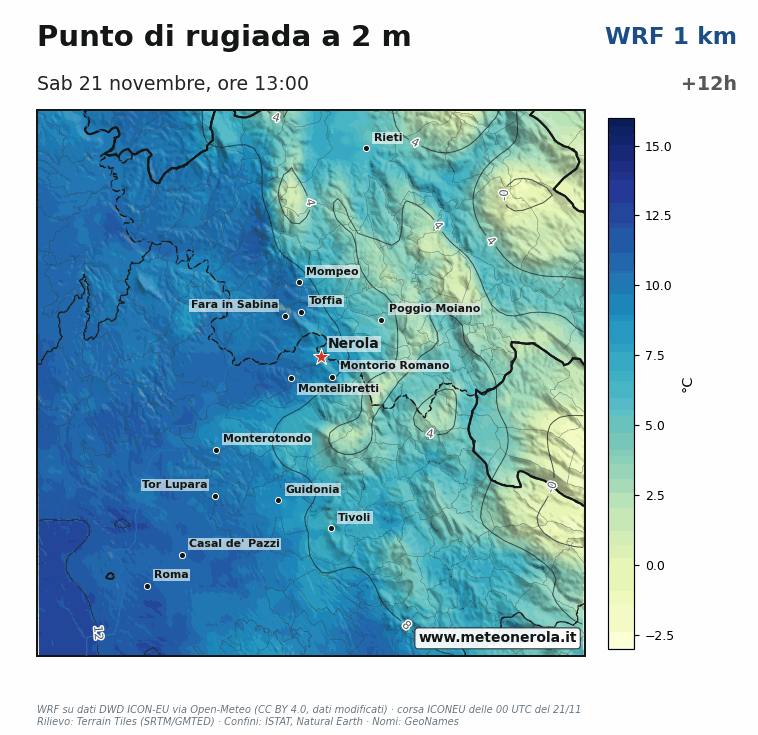 Punto di rugiada a 2 m
WRF 1 km
Sab 21 novembre, ore 13:00
+12h
4
Rieti
4
0
4
4
4
Mompeo
Toffia
Fara in Sabina
Poggio Moiano
Nerola
Montorio Romano
Montelibretti
4
Monterotondo
0
Tor Lupara
Guidonia
Tivoli
Casal de' Pazzi
Roma
12
8
www.meteonerola.it
15.0
12.5
10.0
7.5
5.0
2.5
0.0
−2.5
°C
WRF su dati DWD ICON-EU via Open-Meteo (CC BY 4.0, dati modificati) · corsa ICONEU delle 00 UTC del 21/11
Rilievo: Terrain Tiles (SRTM/GMTED) · Confini: ISTAT, Natural Earth · Nomi: GeoNames